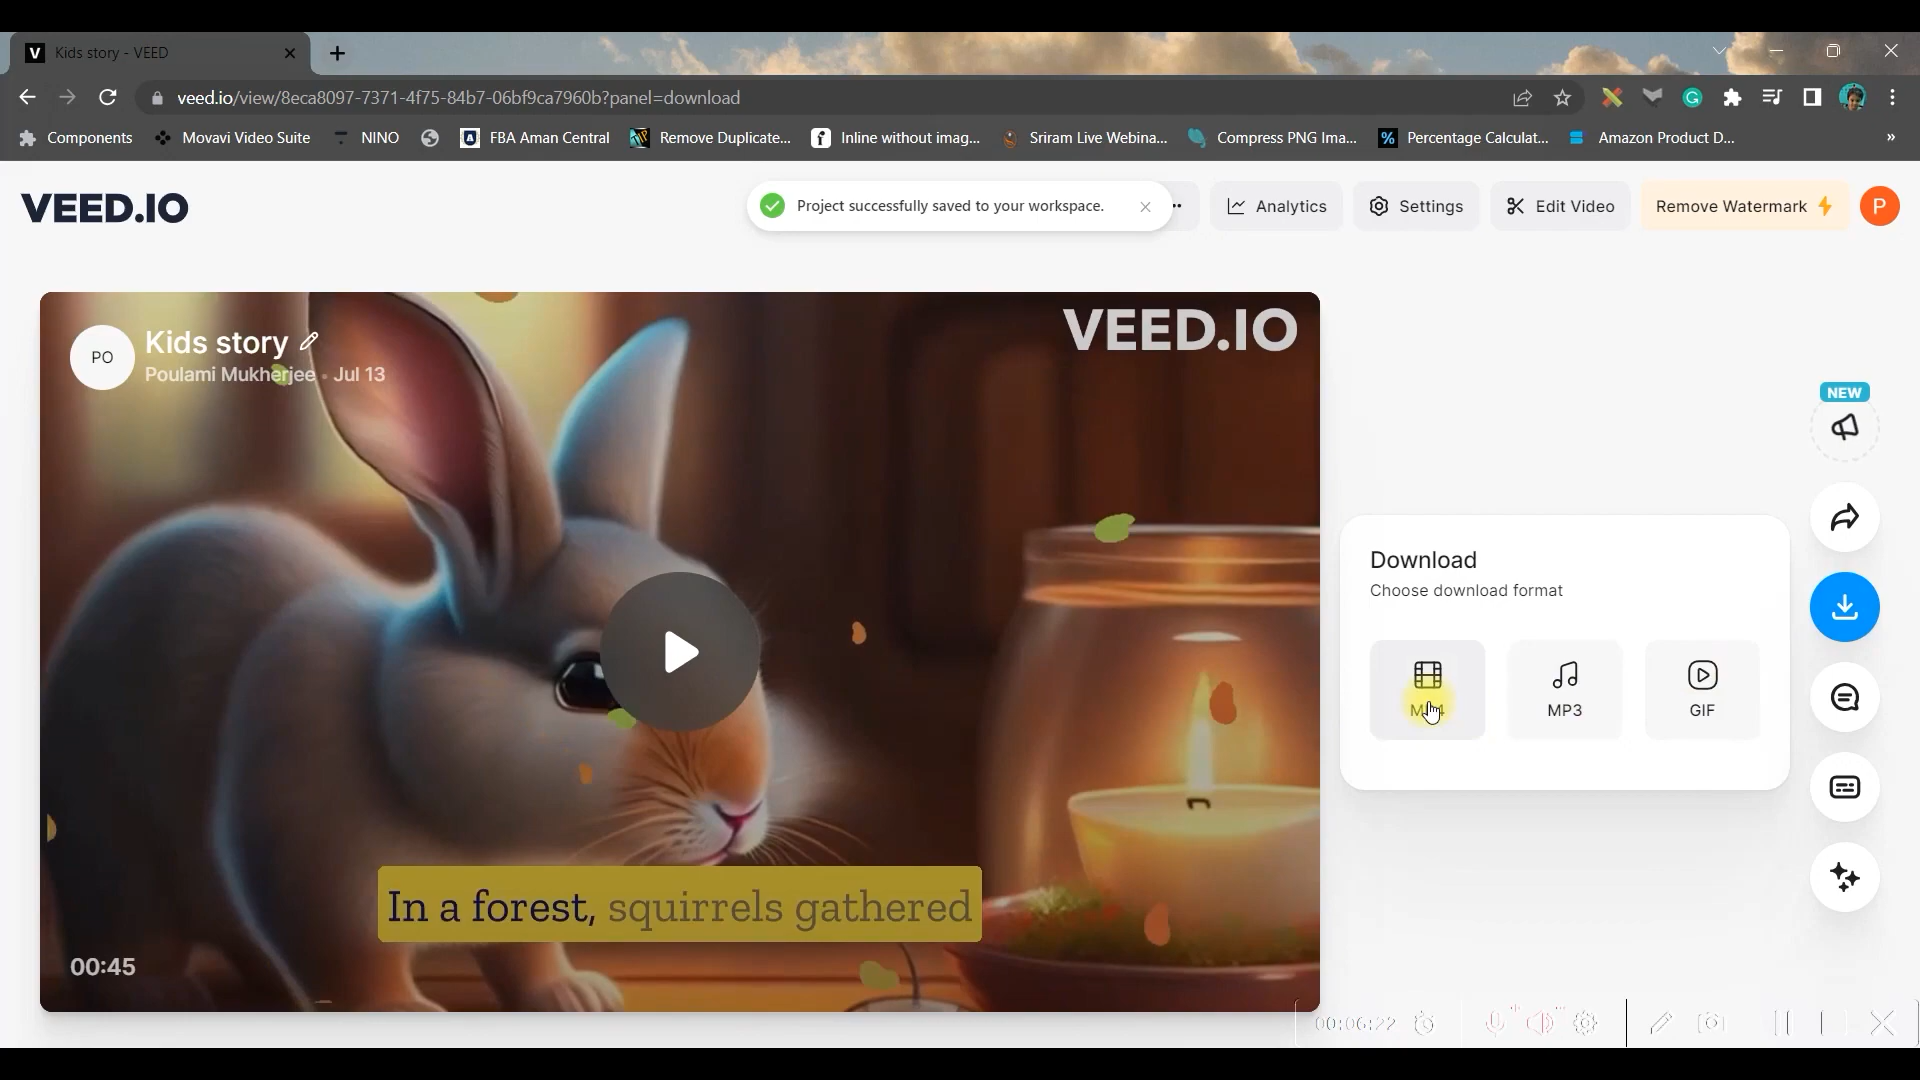 Kids story - VEED
veed.io/view/8eca8097-7371-4f75-84b7-06bf9ca7960b?panel=download
Components
Movavi Video Suite
NINO
FBA Aman Central
Remove Duplicate...
Inline without imag...
Sriram Live Webina...
Compress PNG Ima...
Percentage Calculat...
Amazon Product D...
»
VEED.IO
Project successfully saved to your workspace.
Analytics
Settings
Edit Video
Remove Watermark
P
VEED.IO
PO
Kids story
Poulami Mukherjee • Jul 13
NEW
Download
Choose download format
MP4
MP3
GIF
In a forest, squirrels gathered
00:45
00:06:22